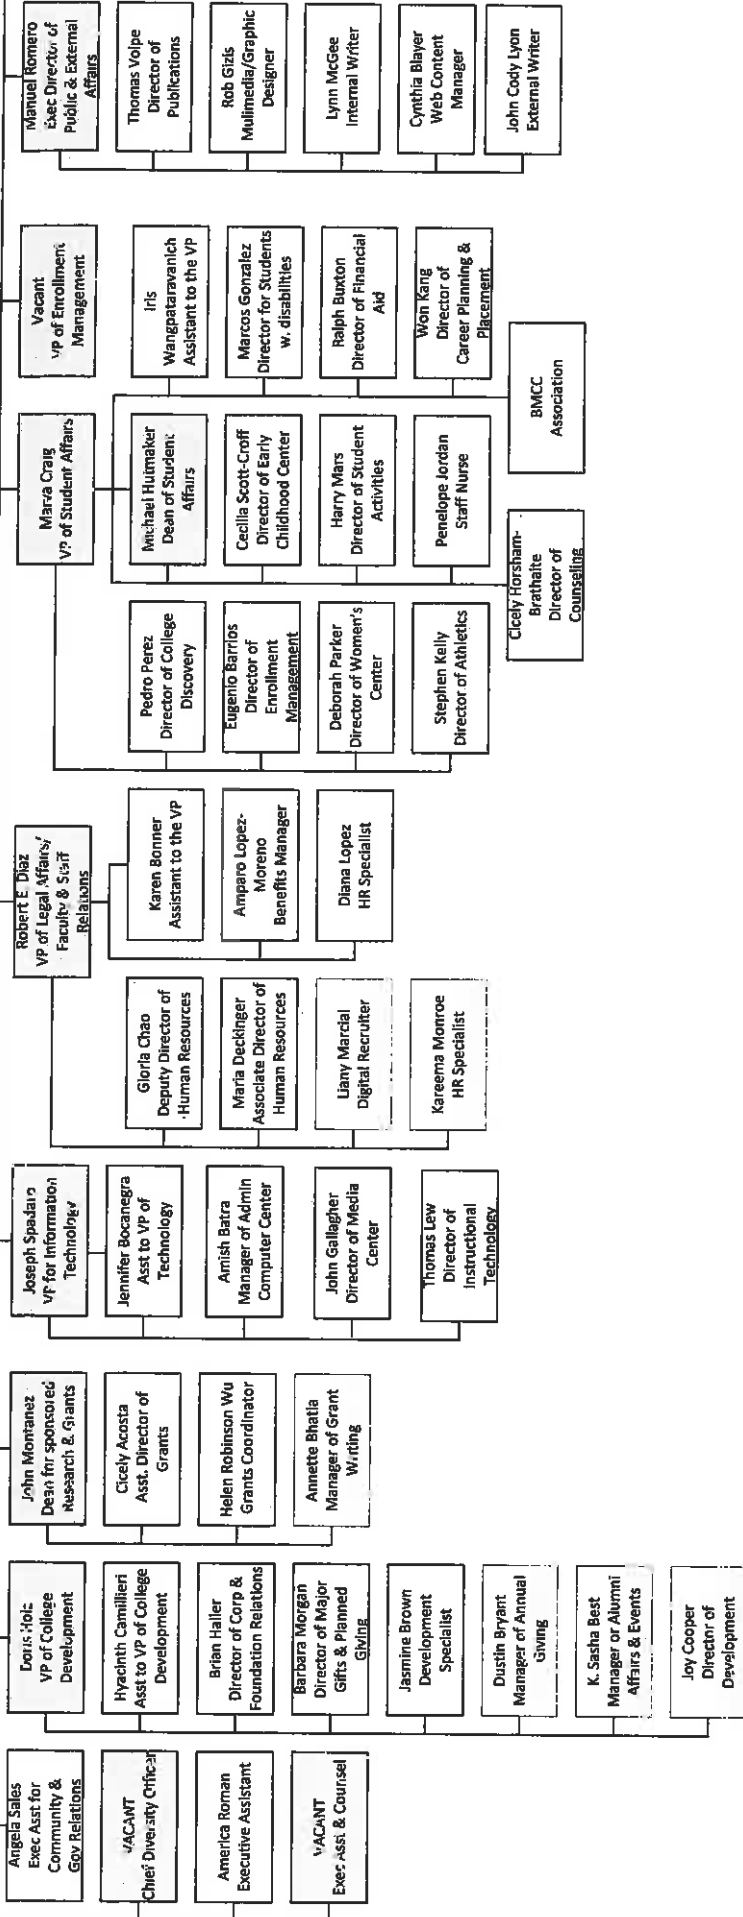 Angela Sales
Exec Asst for
Community &
Gov Relations
VACANT
Chief Diversity Officer
America Roman
Executive Assistant
VACANT
Exec Asst & Counsel
Doris Holz
VP of College
Development
Hyacinth Camillieri
Asst to VP of College
Development
Brian Haller
Director of Corp &
Foundation Relations
Barbara Morgan
Director of Major
Gifts & Planned
Giving
Jasmine Brown
Development
Specialist
Dustin Bryant
Manager of Annual
Giving
K. Sasha Best
Manager or Alumni
Affairs & Events
Joy Cooper
Director of
Development
John Montanez
Dean for sponsored
Research & Grants
Cicely Acosta
Asst. Director of
Grants
Helen Robinson Wu
Grants Coordinator
Annette Bhatia
Manager of Grant
Writing
Joseph Spadaro
VP for Information
Technology
Jennifer Bocanegra
Asst to VP of
Technology
Amish Batra
Manager of Admin
Computer Center
John Gallagher
Director of Media
Center
Thomas Lew
Director of
Instructional
Technology
Robert E. Diaz
VP of Legal Affairs/
Faculty & Staff
Relations
Gloria Chao
Deputy Director of
Human Resources
Maria Deckinger
Associate Director of
Human Resources
Liany Marcial
Digital Recruiter
Kareema Monroe
HR Specialist
Karen Bonner
Assistant to the VP
Amparo Lopez-
Moreno
Benefits Manager
Diana Lopez
HR Specialist
Marva Craig
VP of Student Affairs
Pedro Perez
Director of College
Discovery
Eugenio Barrios
Director of
Enrollment
Management
Deborah Parker
Director of Women's
Center
Stephen Kelly
Director of Athletics
Michael Hutmaker
Dean of Student
Affairs
Cecilia Scott-Croff
Director of Early
Childhood Center
Harry Mars
Director of Student
Activities
Penelope Jordan
Staff Nurse
Cicely Horsham-
Brathaite
Director of
Counseling
Iris
Wangpataravanich
Assistant to the VP
Marcos Gonzalez
Director for Students
w. disabilities
Ralph Buxton
Director of Financial
Aid
Won Kang
Director of
Career Planning &
Placement
BMCC
Association
Vacant
VP of Enrollment
Management
Manuel Romero
Exec Director of
Public & External
Affairs
Thomas Volpe
Director of
Publications
Rob Gizis
Mulimedia/Graphic
Designer
Lynn McGee
Internal Writer
Cynthia Blayer
Web Content
Manager
John Cody Lyon
External Writer